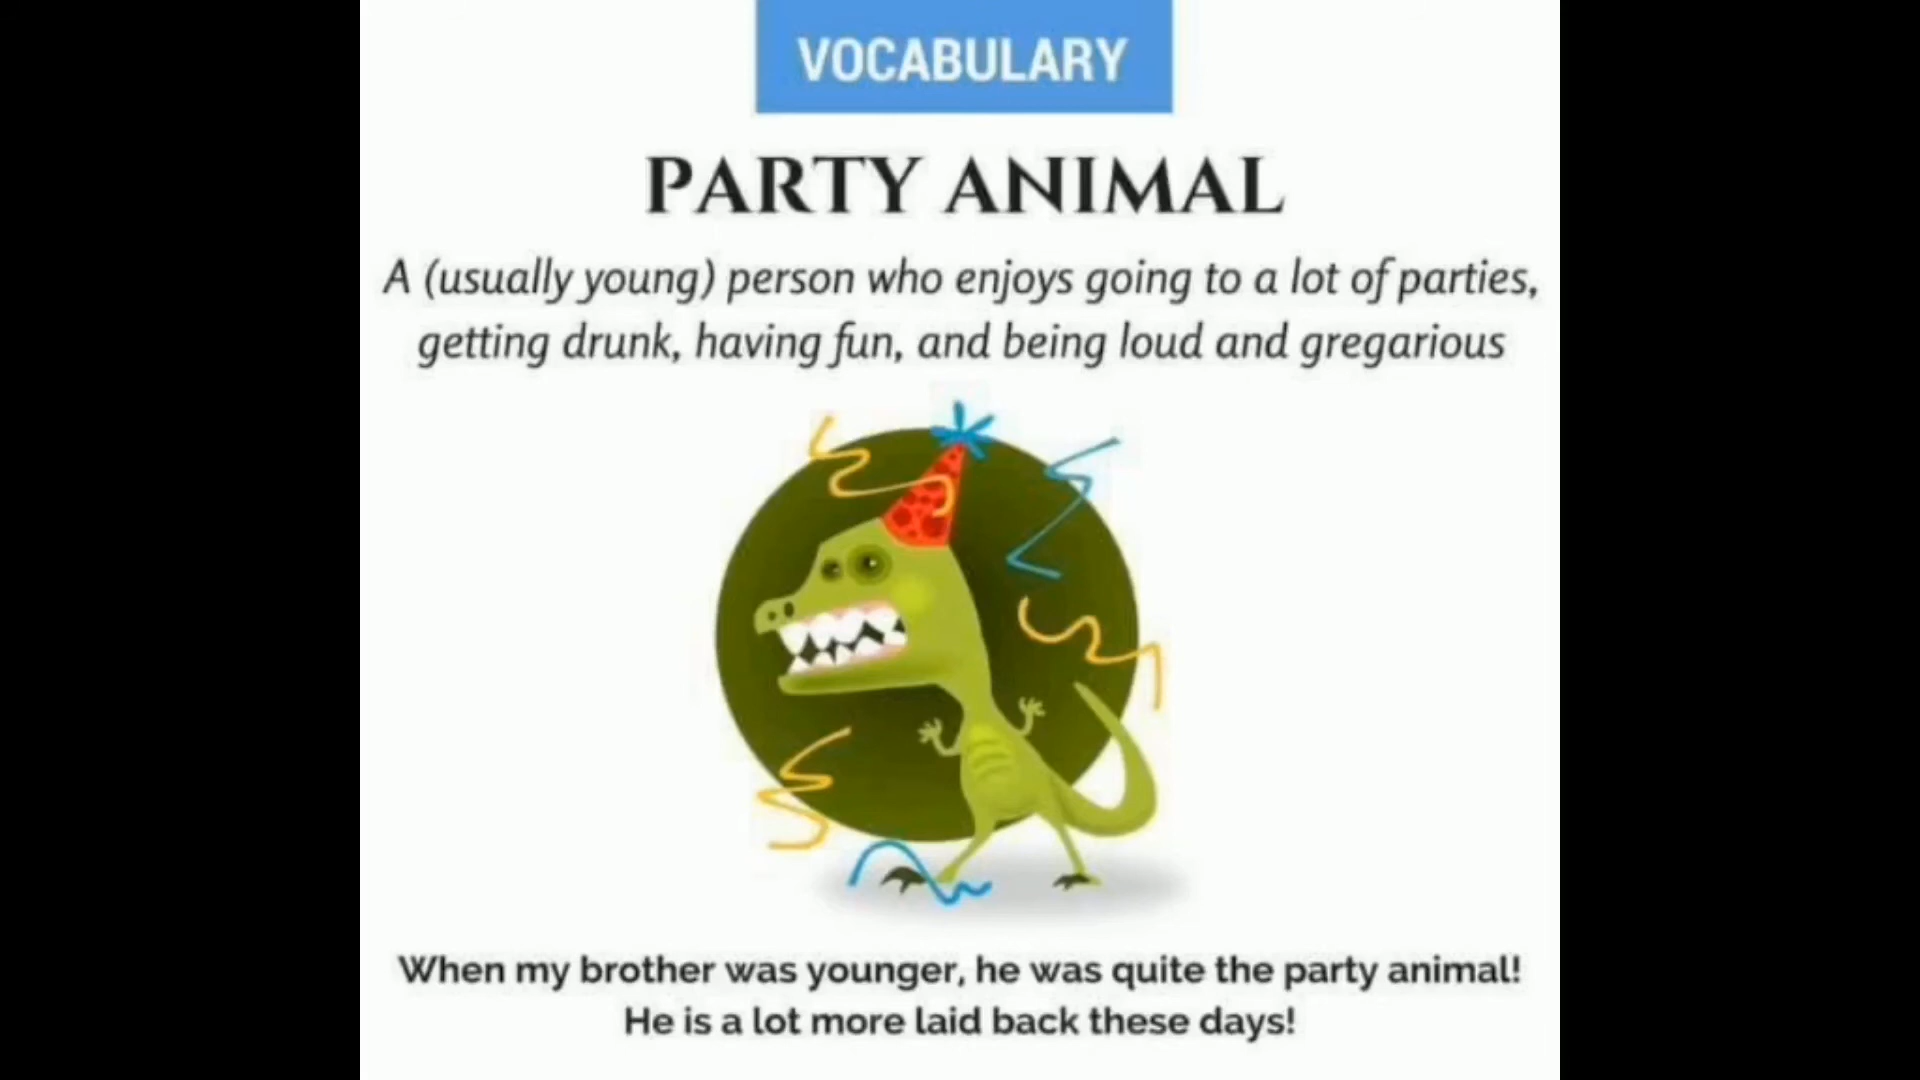 VOCABULARY
PARTY ANIMAL
A (usually young) person who enjoys going to a lot of parties,
getting drunk, having fun, and being loud and gregarious
When my brother was younger, he was quite the party animal!
He is a lot more laid back these days!